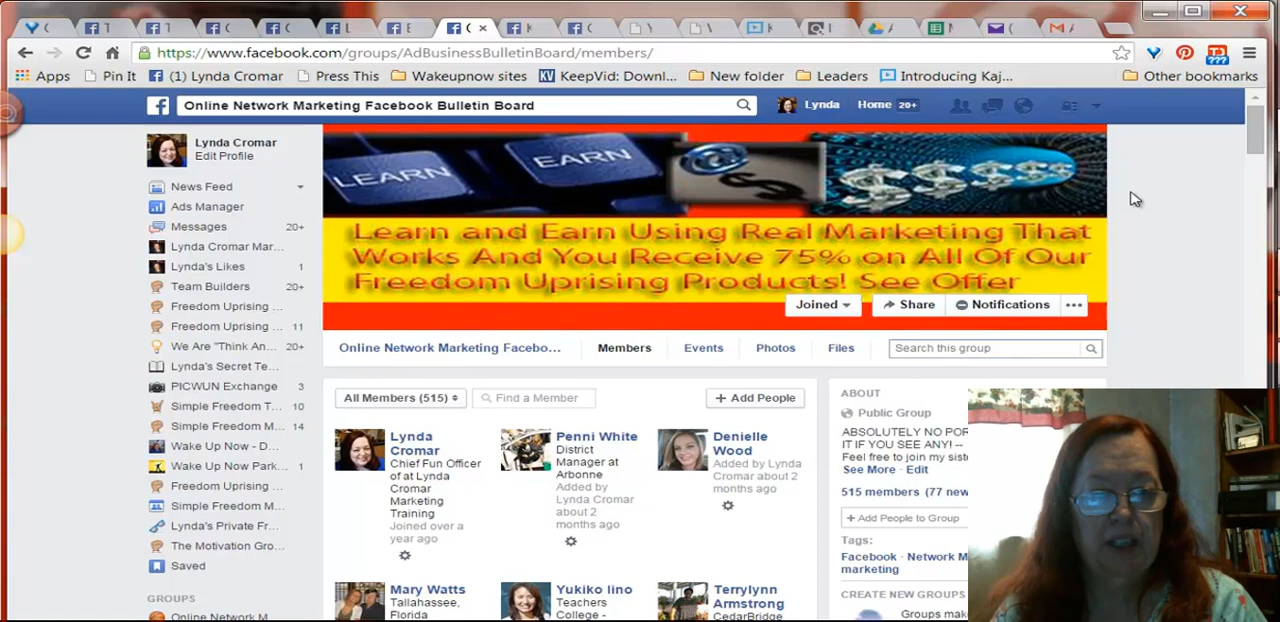 https://www.facebook.com/groups/AdBusinessBulletinBoard/members/
Apps
Pin It
(1) Lynda Cromar
Press This
Wakeupnow sites
KeepVid: Downl...
New folder
Leaders
Introducing Kaj...
Other bookmarks
Online Network Marketing Facebook Bulletin Board
Lynda
Home 20+
Lynda Cromar
Edit Profile
News Feed
Ads Manager
Messages 20+
Lynda Cromar Mar...
Lynda's Likes 1
Team Builders 20+
Freedom Uprising ...
Freedom Uprising ... 11
We Are "Think An... 20+
Lynda's Secret Te...
PICWUN Exchange 3
Simple Freedom T... 10
Simple Freedom M... 14
Wake Up Now - D...
Wake Up Now Park... 1
Freedom Uprising ...
Simple Freedom M...
Lynda's Private Fr...
The Motivation Gro...
Saved
GROUPS
Online Network M
LEARN
EARN
Learn and Earn Using Real Marketing That
Works And You Receive 75% on All Of Our
Freedom Uprising Products! See Offer
Joined
Share
Notifications
Online Network Marketing Facebo...
Members
Events
Photos
Files
Search this group
All Members (515)
Find a Member
+ Add People
Lynda
Cromar
Chief Fun Officer
of at Lynda
Cromar
Marketing
Training
Joined over a
year ago
Penni White
District
Manager at
Arbonne
Added by
Lynda Cromar
about 2
months ago
Denielle
Wood
Added by Lynda
Cromar about 2
months ago
Mary Watts
Tallahassee,
Florida
Yukiko Iino
Teachers
College -
Terrylynn
Armstrong
CedarBridge
ABOUT
Public Group
ABSOLUTELY NO POR
IT IF YOU SEE ANY! --
Feel free to join my sist
See More · Edit
515 members (77 new
+ Add People to Group
Tags:
Facebook · Network M
marketing
CREATE NEW GROUPS
Groups mak